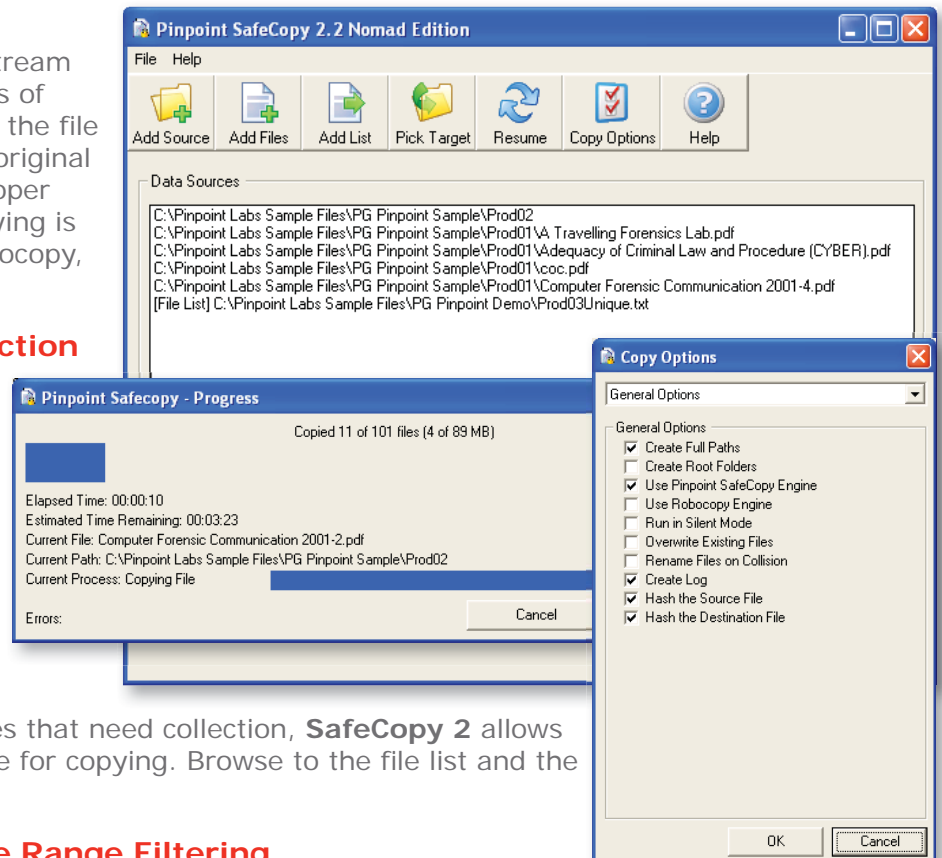 tream
s of
the file
original
oper
ving is
ocopy,
ction
Pinpoint SafeCopy 2.2 Nomad Edition
File Help
Add Source Add Files Add List Pick Target Resume Copy Options Help
Data Sources
C:\Pinpoint Labs Sample Files\PG Pinpoint Sample\Prod02
C:\Pinpoint Labs Sample Files\PG Pinpoint Sample\Prod01\A Travelling Forensics Lab.pdf
C:\Pinpoint Labs Sample Files\PG Pinpoint Sample\Prod01\Adequacy of Criminal Law and Procedure (CYBER).pdf
C:\Pinpoint Labs Sample Files\PG Pinpoint Sample\Prod01\coc.pdf
C:\Pinpoint Labs Sample Files\PG Pinpoint Sample\Prod01\Computer Forensic Communication 2001-4.pdf
[File List] C:\Pinpoint Labs Sample Files\PG Pinpoint Demo\Prod03Unique.txt
Pinpoint Safecopy - Progress
Copied 11 of 101 files (4 of 89 MB)
Elapsed Time: 00:00:10
Estimated Time Remaining: 00:03:23
Current File: Computer Forensic Communication 2001-2.pdf
Current Path: C:\Pinpoint Labs Sample Files\PG Pinpoint Sample\Prod02
Current Process: Copying File
Errors:
Cancel
Copy Options
General Options
General Options
Create Full Paths
Create Root Folders
Use Pinpoint SafeCopy Engine
Use Robocopy Engine
Run in Silent Mode
Overwrite Existing Files
Rename Files on Collision
Create Log
Hash the Source File
Hash the Destination File
OK Cancel
es that need collection, SafeCopy 2 allows
e for copying. Browse to the file list and the
e Range Filtering